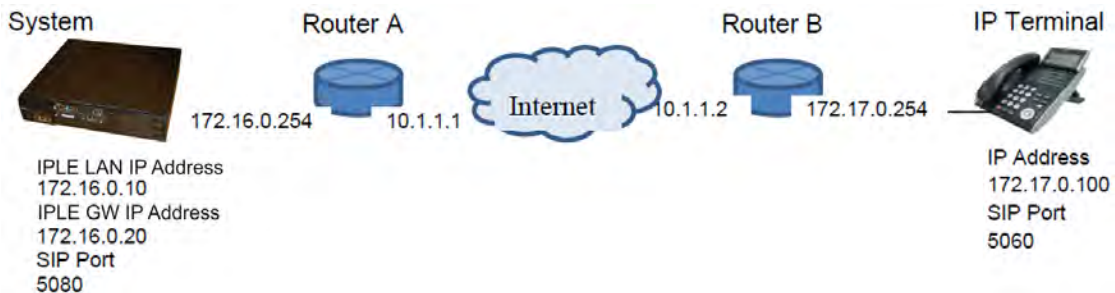 System
Router A
Router B
IP Terminal
Internet
172.16.0.254
10.1.1.1
10.1.1.2
172.17.0.254
IPLE LAN IP Address
172.16.0.10
IPLE GW IP Address
172.16.0.20
SIP Port
5080
IP Address
172.17.0.100
SIP Port
5060